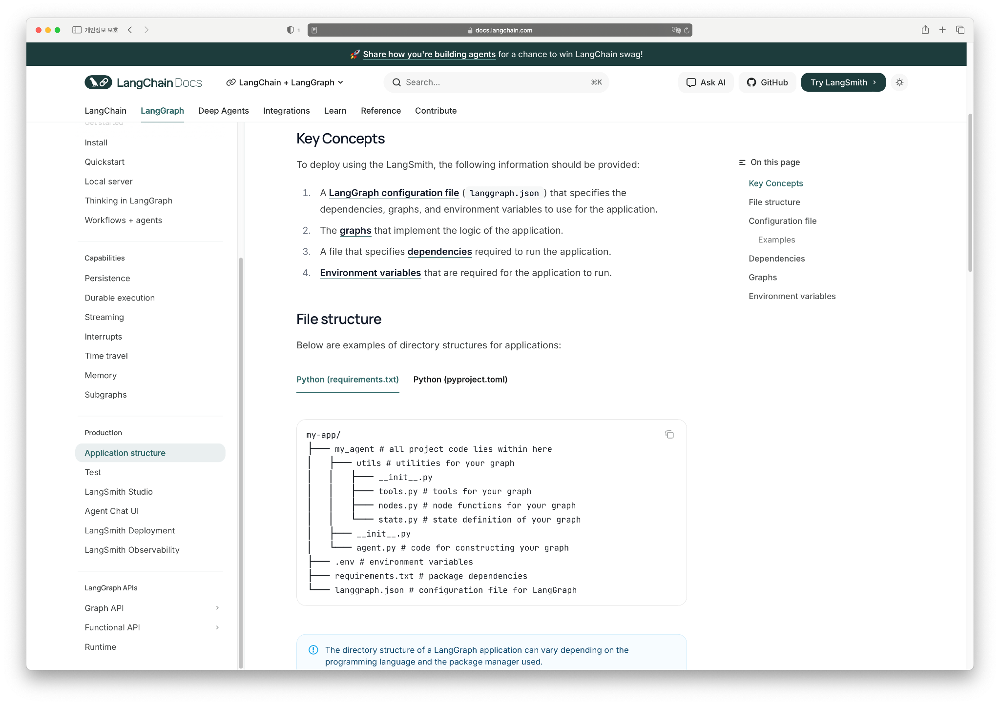 개인정보 보호
1
docs.langchain.com
🚀 Share how you're building agents for a chance to win LangChain swag!
LangChain Docs
LangChain + LangGraph
Search...
⌘K
Ask AI
GitHub
Try LangSmith
LangChain
LangGraph
Deep Agents
Integrations
Learn
Reference
Contribute
Get started
Install
Quickstart
Local server
Thinking in LangGraph
Workflows + agents
Capabilities
Persistence
Durable execution
Streaming
Interrupts
Time travel
Memory
Subgraphs
Production
Application structure
Test
LangSmith Studio
Agent Chat UI
LangSmith Deployment
LangSmith Observability
LangGraph APIs
Graph API
Functional API
Runtime
Key Concepts
To deploy using the LangSmith, the following information should be provided:
1. A LangGraph configuration file ( langgraph.json ) that specifies the
dependencies, graphs, and environment variables to use for the application.
2. The graphs that implement the logic of the application.
3. A file that specifies dependencies required to run the application.
4. Environment variables that are required for the application to run.
File structure
Below are examples of directory structures for applications:
Python (requirements.txt)
Python (pyproject.toml)
my-app/
├── my_agent # all project code lies within here
│   ├── utils # utilities for your graph
│   │   ├── __init__.py
│   │   ├── tools.py # tools for your graph
│   │   ├── nodes.py # node functions for your graph
│   │   └── state.py # state definition of your graph
│   ├── __init__.py
│   └── agent.py # code for constructing your graph
├── .env # environment variables
├── requirements.txt # package dependencies
└── langgraph.json # configuration file for LangGraph
The directory structure of a LangGraph application can vary depending on the
programming language and the package manager used.
On this page
Key Concepts
File structure
Configuration file
Examples
Dependencies
Graphs
Environment variables